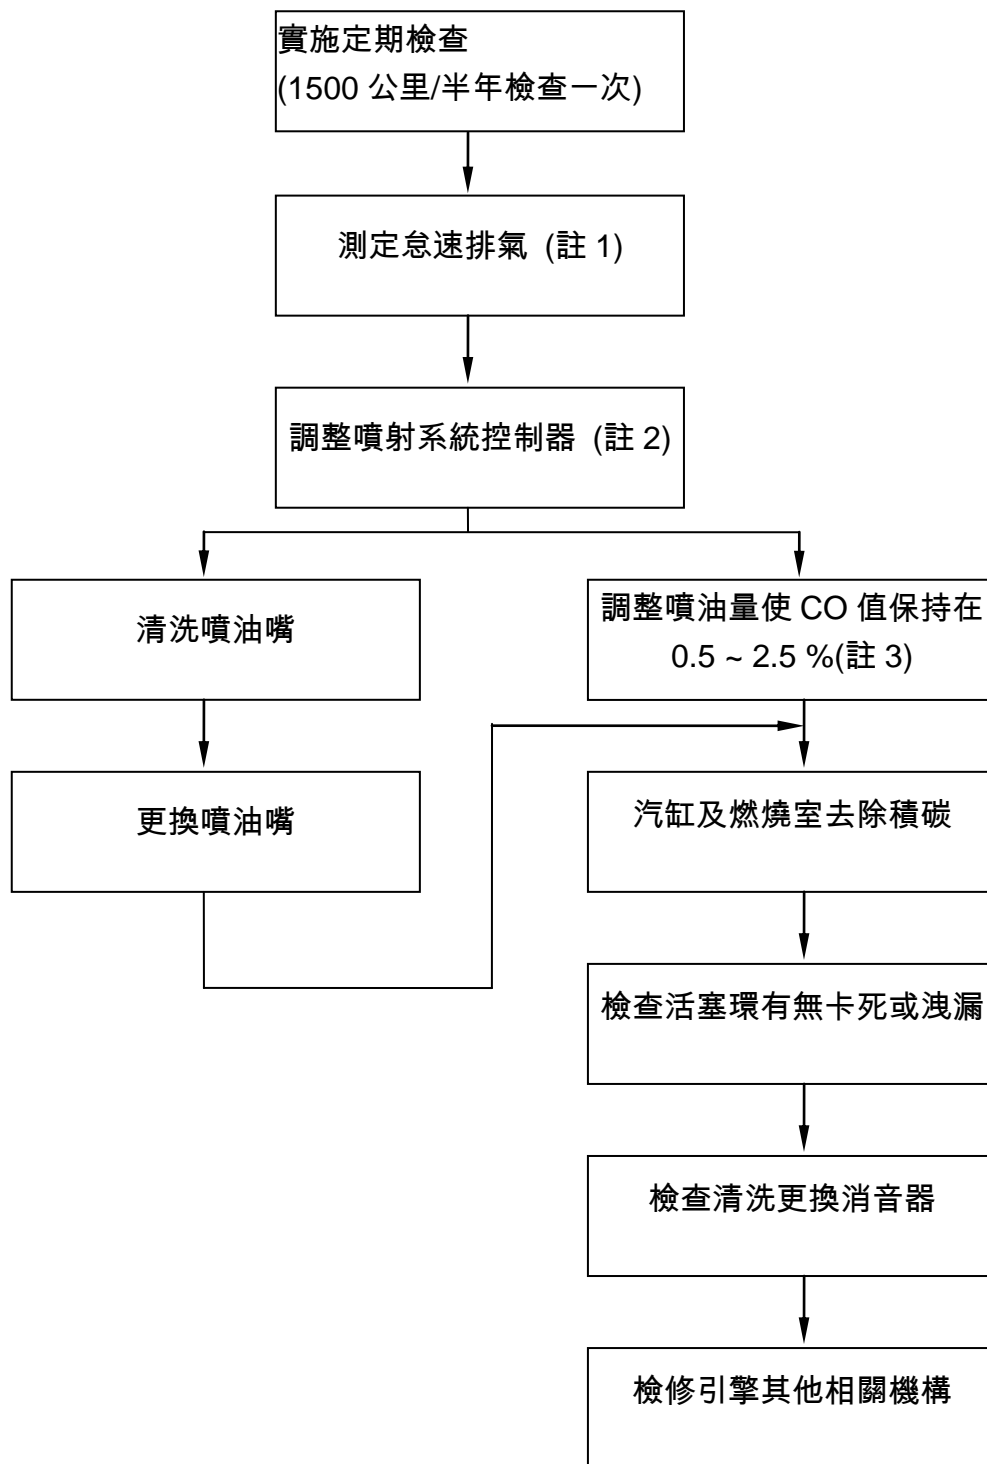 實施定期檢查
(1500 公里/半年檢查一次)
測定怠速排氣 (註 1)
調整噴射系統控制器 (註 2)
清洗噴油嘴
更換噴油嘴
調整噴油量使 CO 值保持在
0.5 ~ 2.5 %(註 3)
汽缸及燃燒室去除積碳
檢查活塞環有無卡死或洩漏
檢查清洗更換消音器
檢修引擎其他相關機構